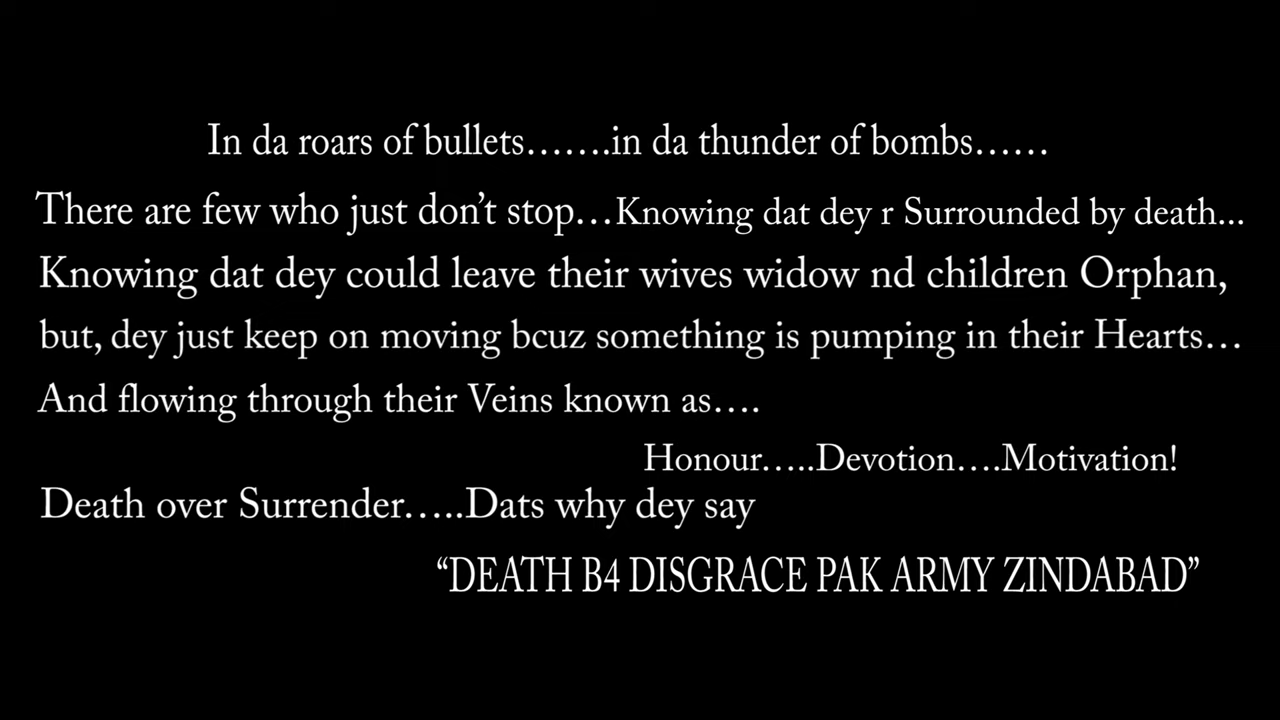 In da roars of bullets…….in da thunder of bombs……
There are few who just don’t stop…Knowing dat dey r Surrounded by death...
Knowing dat dey could leave their wives widow nd children Orphan,
but, dey just keep on moving bcuz something is pumping in their Hearts…
And flowing through their Veins known as….
Honour…..Devotion….Motivation!
Death over Surrender…..Dats why dey say
“DEATH B4 DISGRACE PAK ARMY ZINDABAD”